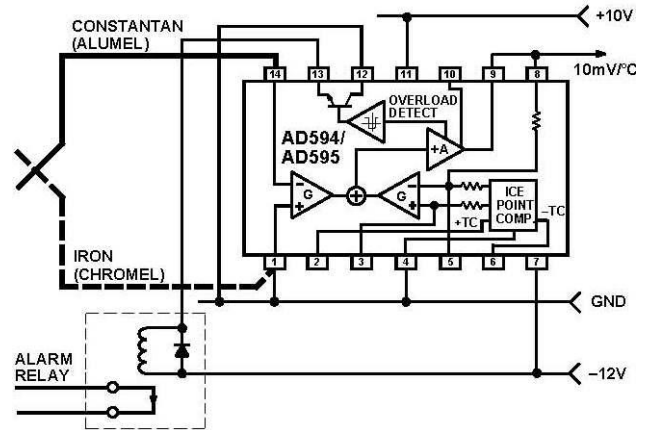 CONSTANTAN
(ALUMEL)
+10V
10mV/°C
14 13 12 11 10 9 8
OVERLOAD
DETECT
AD594/
AD595
+A
– G +
– G +
ICE
POINT
COMP.
+TC
–TC
IRON
(CHROMEL)
1 2 3 4 5 6 7
GND
ALARM
RELAY
–12V